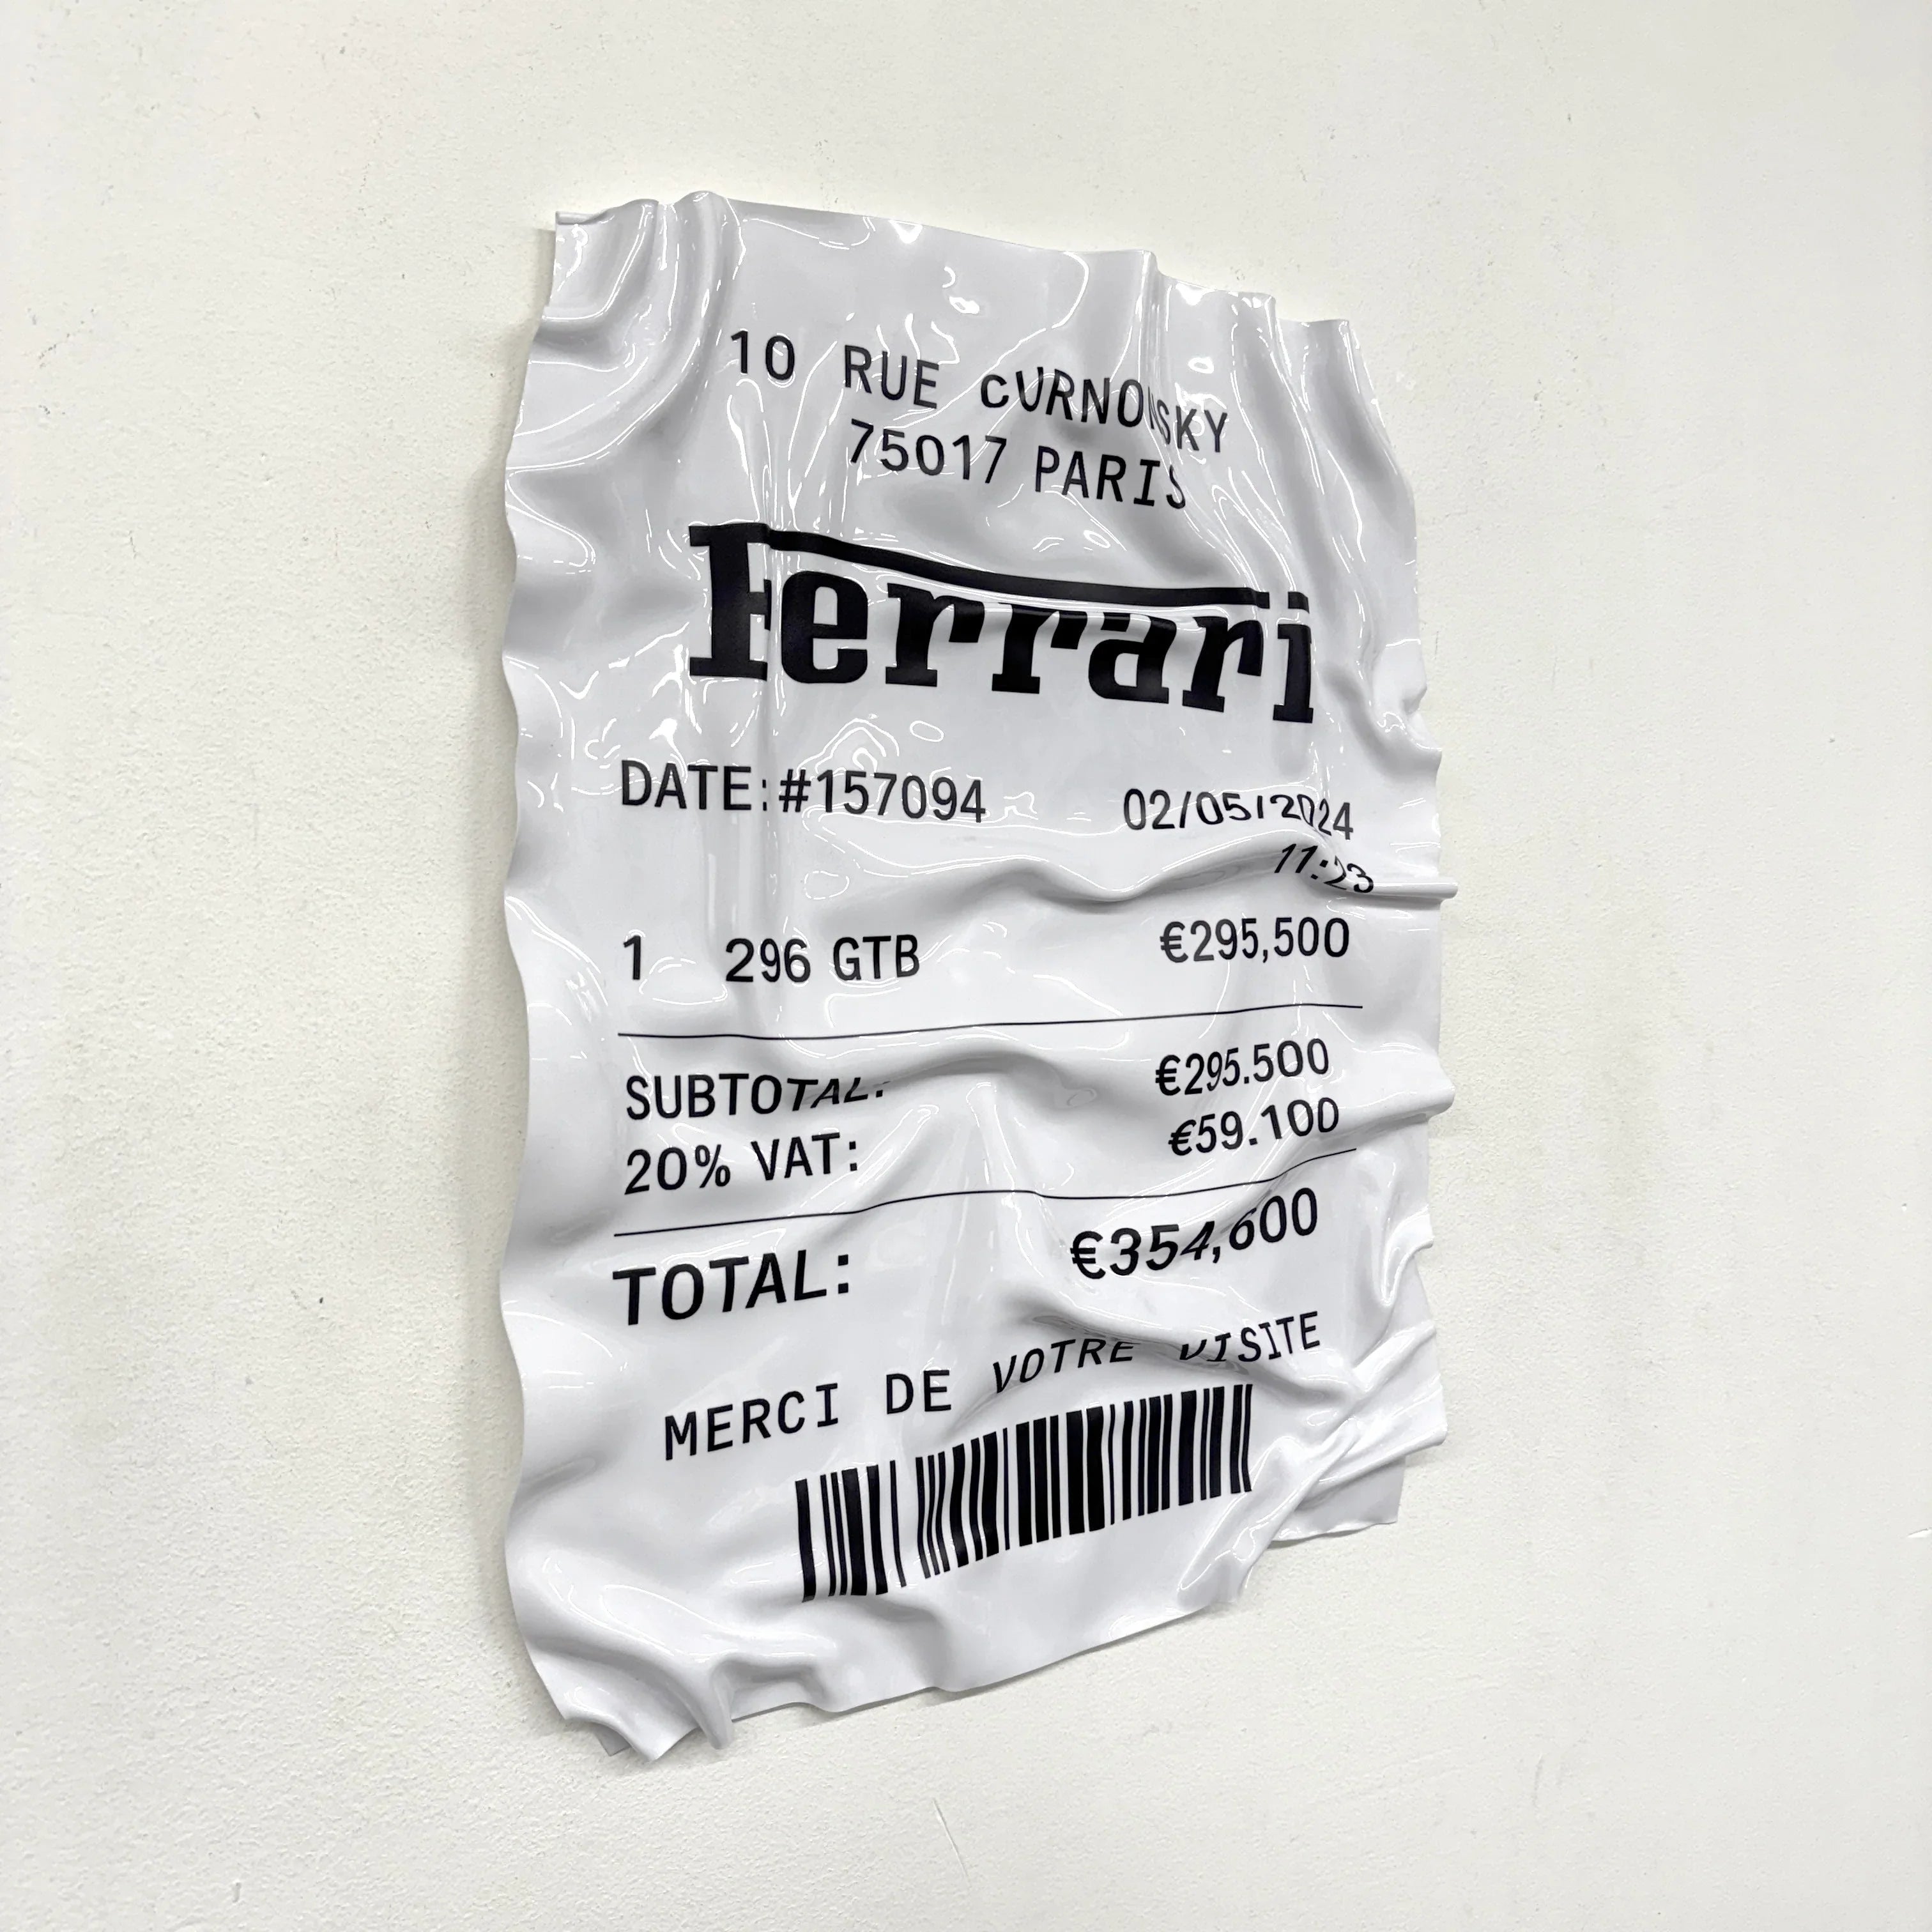 10 RUE CURNONSKY
75017 PARIS
Ferrari
DATE: #157094 02/05/2024
11:23
1 296 GTB €295,500
SUBTOTAL: €295.500
20% VAT: €59.100
TOTAL: €354,600
MERCI DE VOTRE VISITE